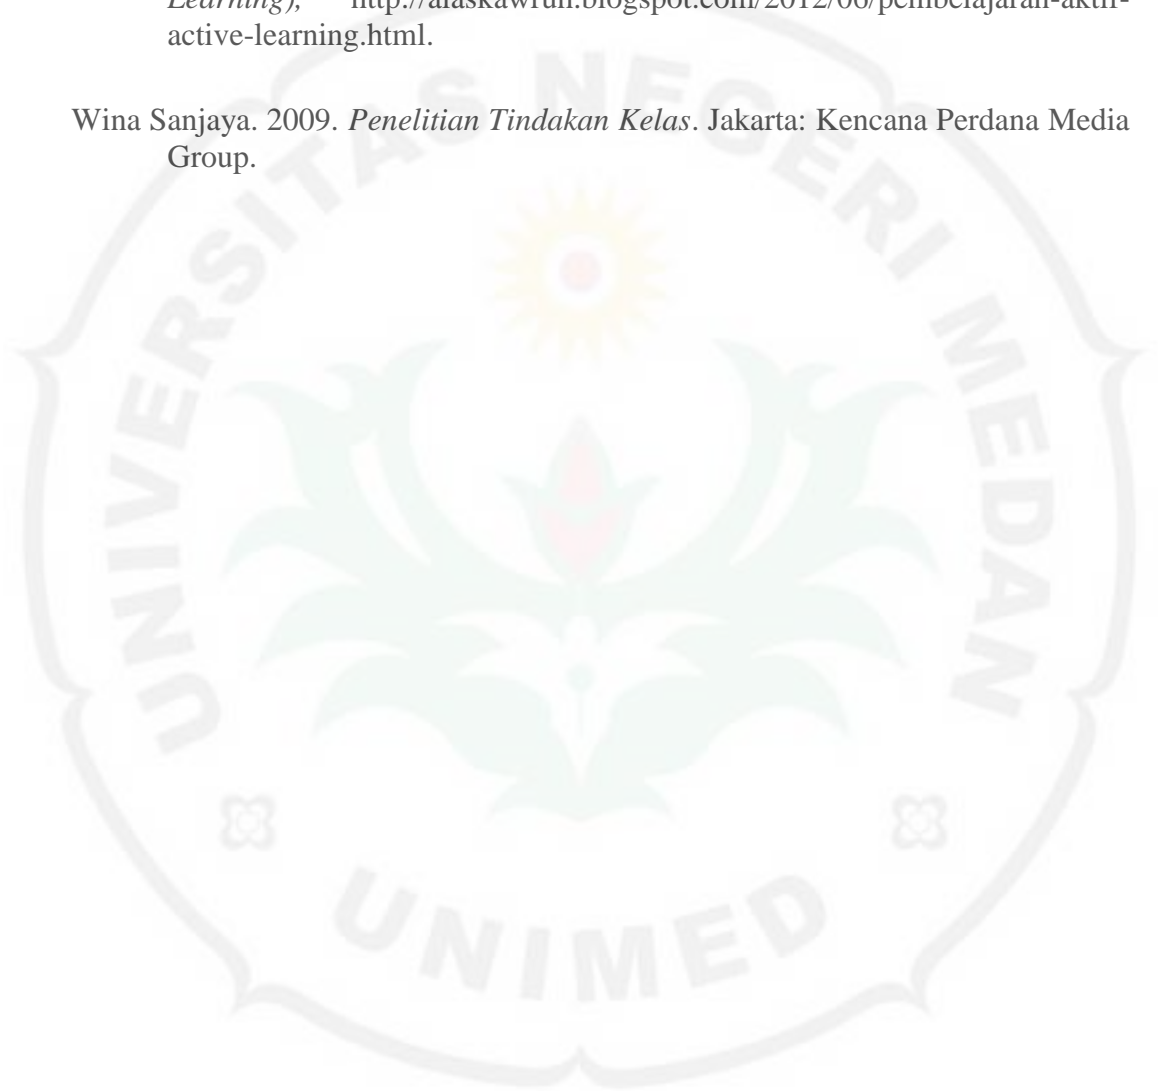 Learning), http://alaskawruh.blogspot.com/2012/06/pembelajaran-aktif-
active-learning.html.
Wina Sanjaya. 2009. Penelitian Tindakan Kelas. Jakarta: Kencana Perdana Media
Group.
UNIVERSITAS NEGERI MEDAN
UNIMED